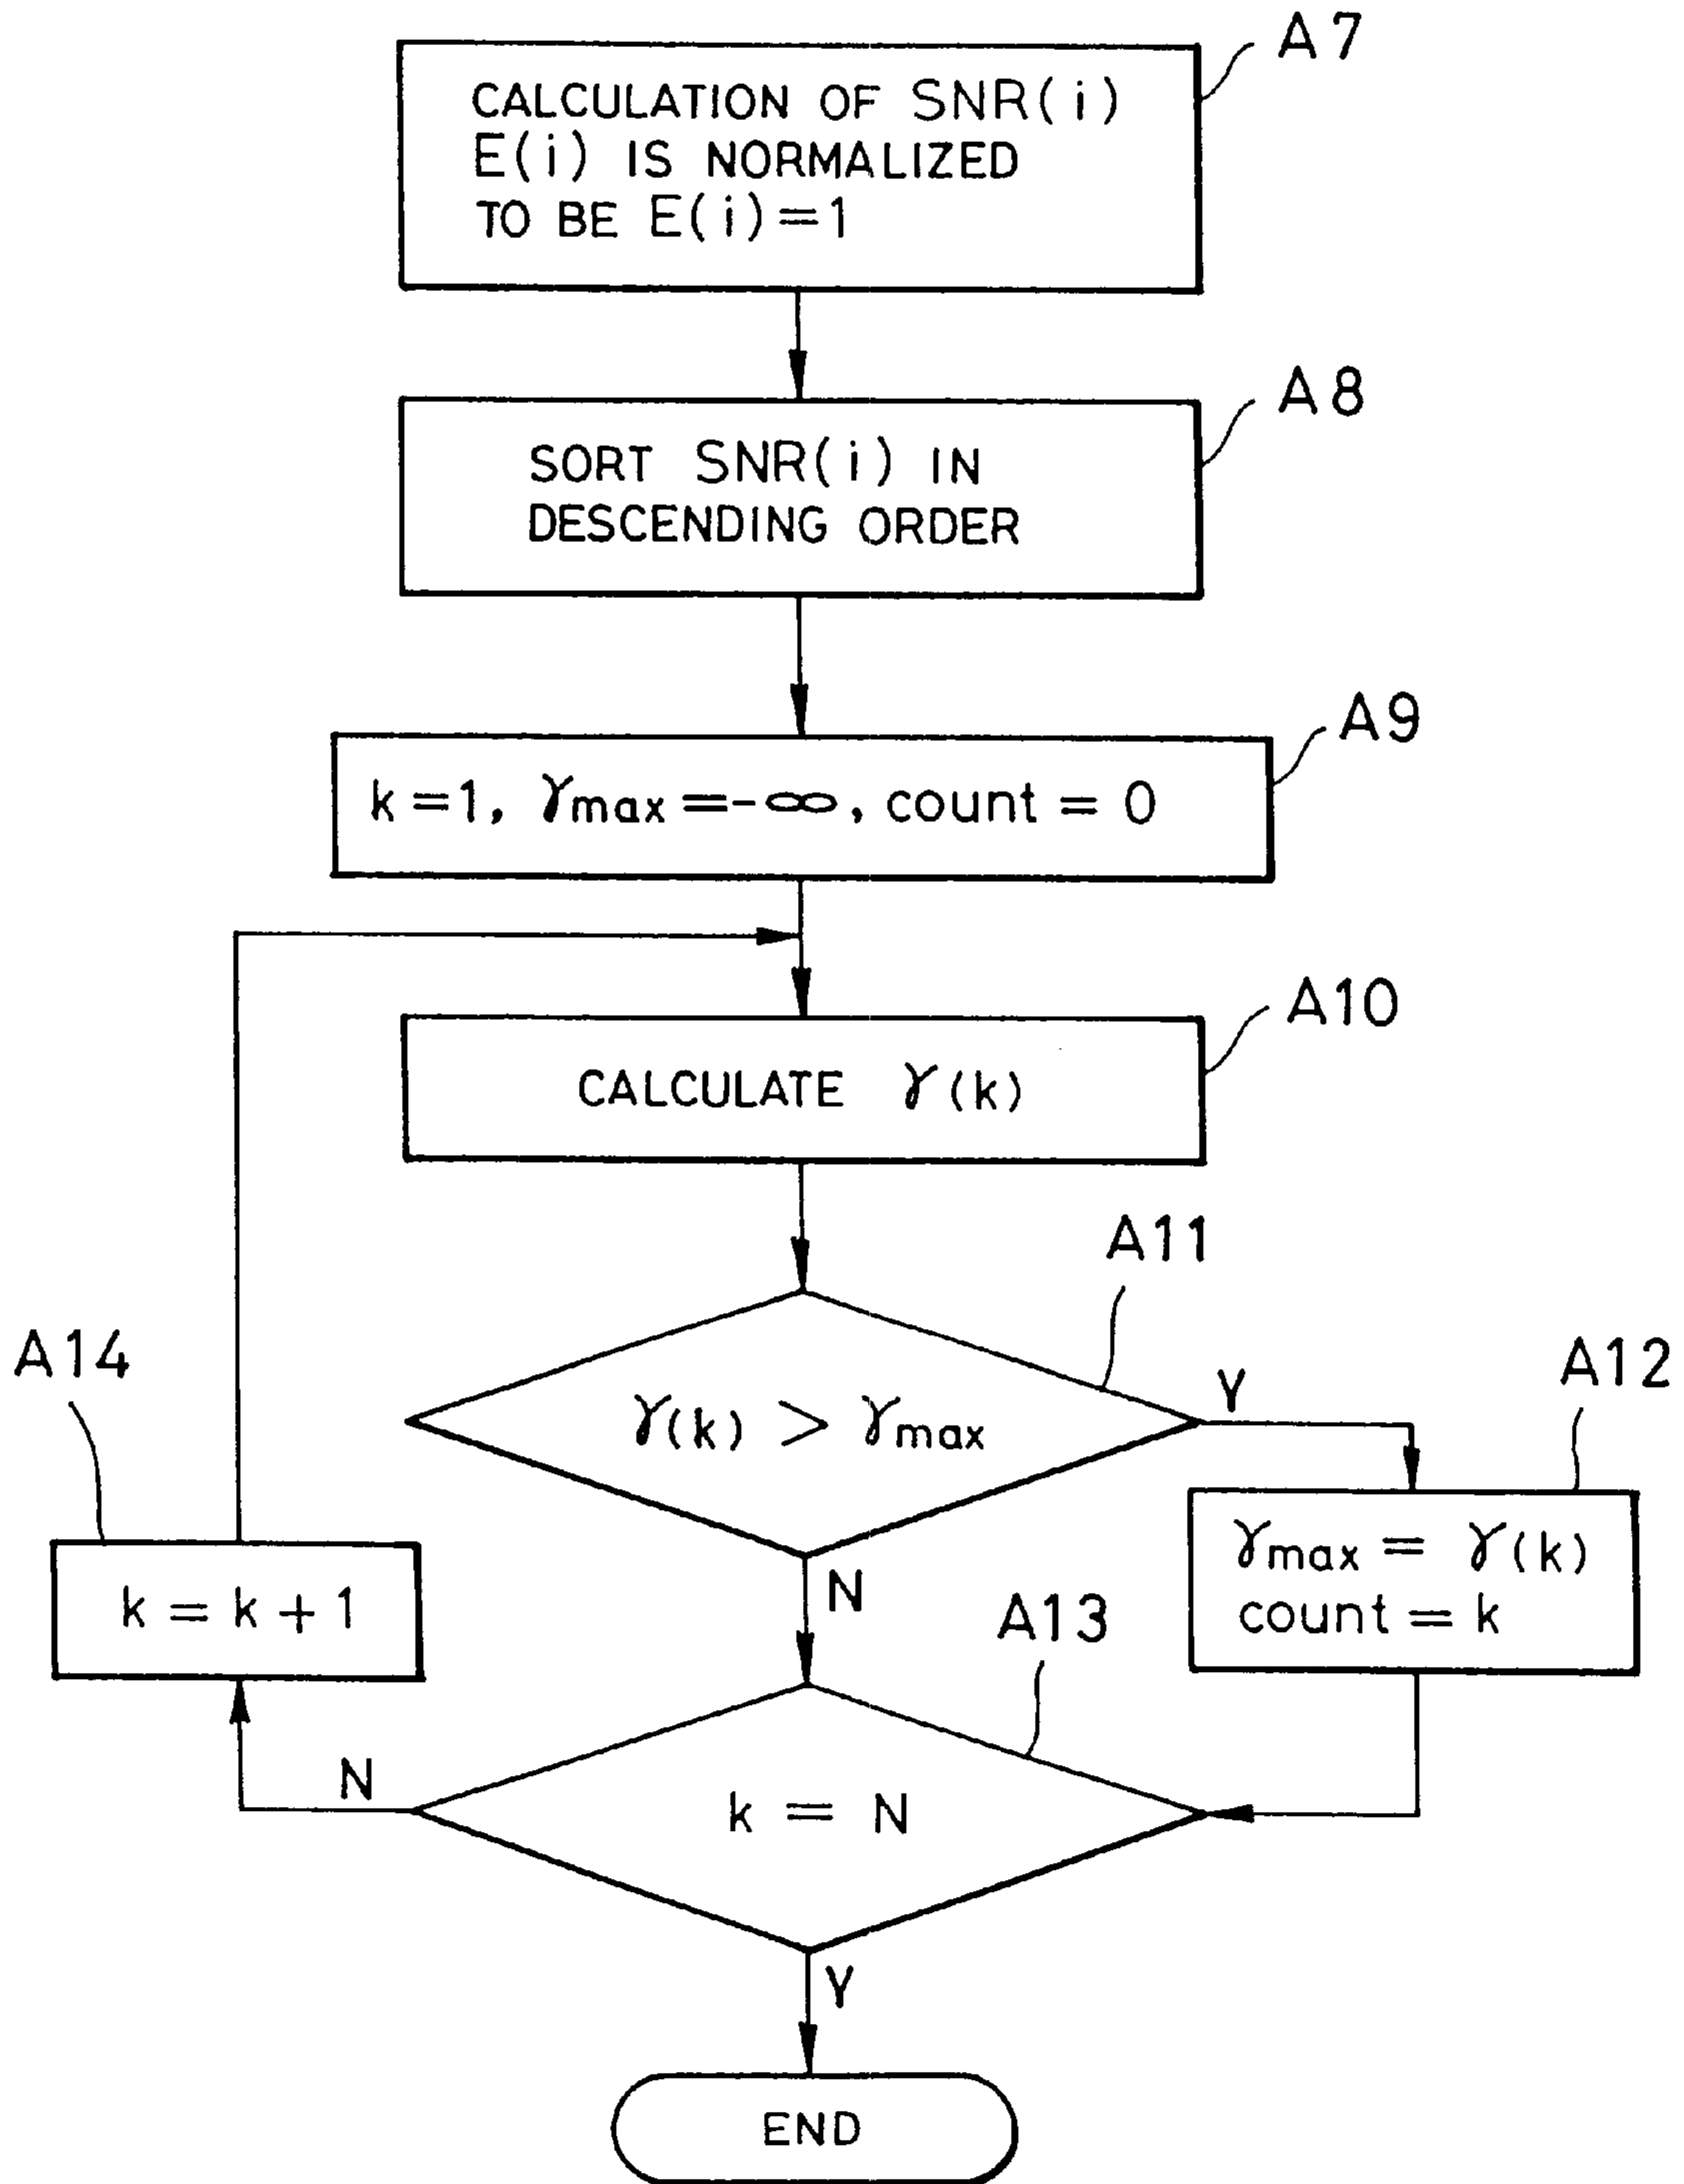 A7
CALCULATION OF SNR(i)
E(i) IS NORMALIZED
TO BE E(i)=1
A8
SORT SNR(i) IN
DESCENDING ORDER
A9
k=1, γmax=-∞, count = 0
A10
CALCULATE γ(k)
A11
γ(k) > γmax
Y
N
A12
γmax = γ(k)
count = k
A14
k = k+1
A13
k = N
N
Y
END